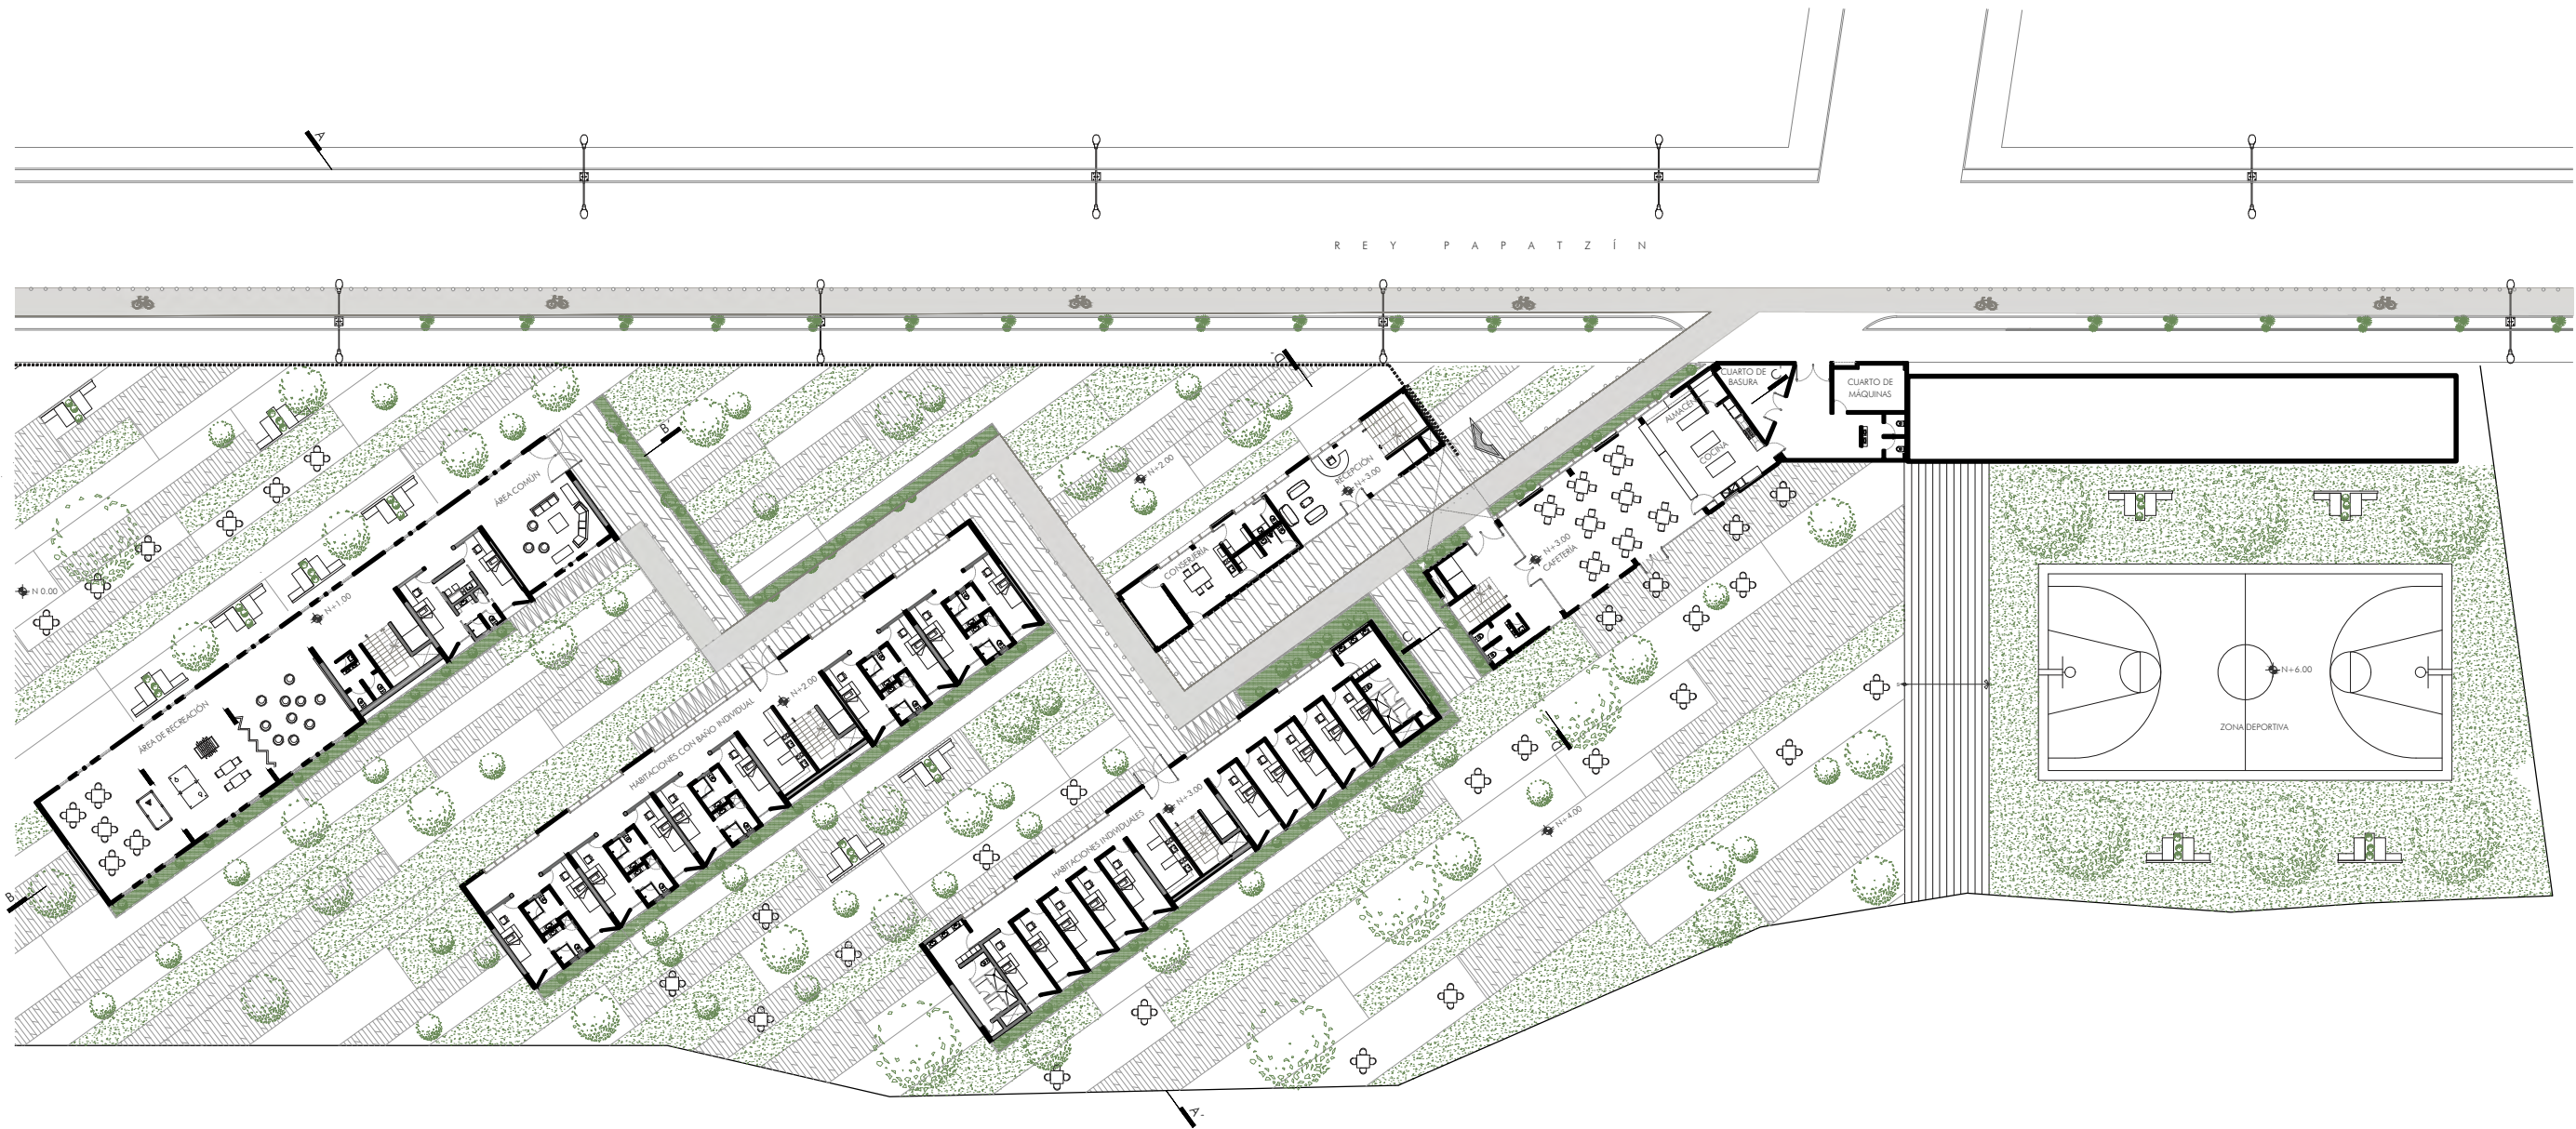 A
R E Y   P A P A T Z Í N
D'
CUARTO DE
BASURA
C'
CUARTO DE
MÁQUINAS
ALMACÉN
COCINA
B'
ÁREA COMÚN
N+2.00
RECEPCIÓN
N+3.00
CONSERJERÍA
N+3.00
CAFETERÍA
N 0.00
N+1.00
C
N+6.00
ZONA DEPORTIVA
ÁREA DE RECREACIÓN
N+2.00
HABITACIONES CON BAÑO INDIVIDUAL
D
N+3.00
HABITACIONES INDIVIDUALES
N+4.00
B
A'